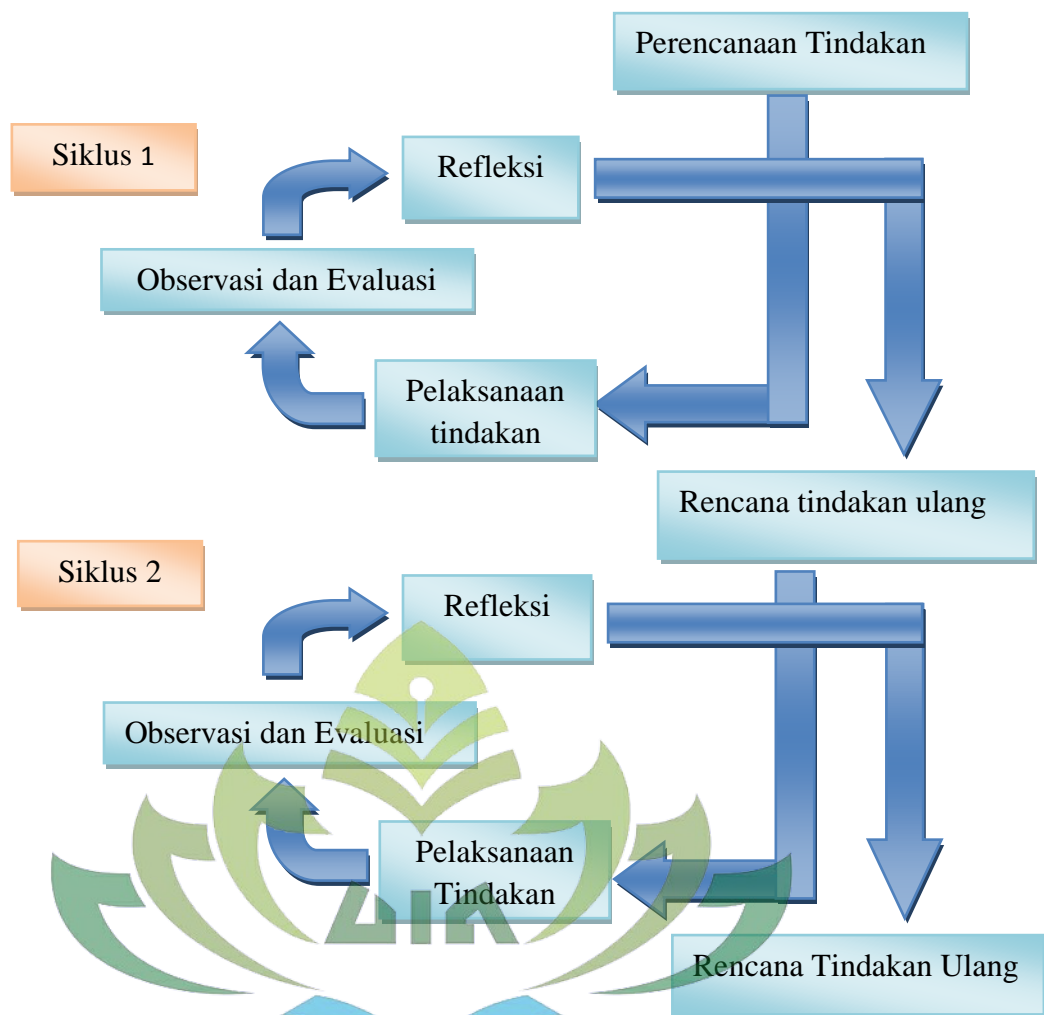 Perencanaan Tindakan
Siklus 1
Refleksi
Observasi dan Evaluasi
Pelaksanaan
tindakan
Rencana tindakan ulang
Siklus 2
Refleksi
Observasi dan Evaluasi
Pelaksanaan
Tindakan
Rencana Tindakan Ulang